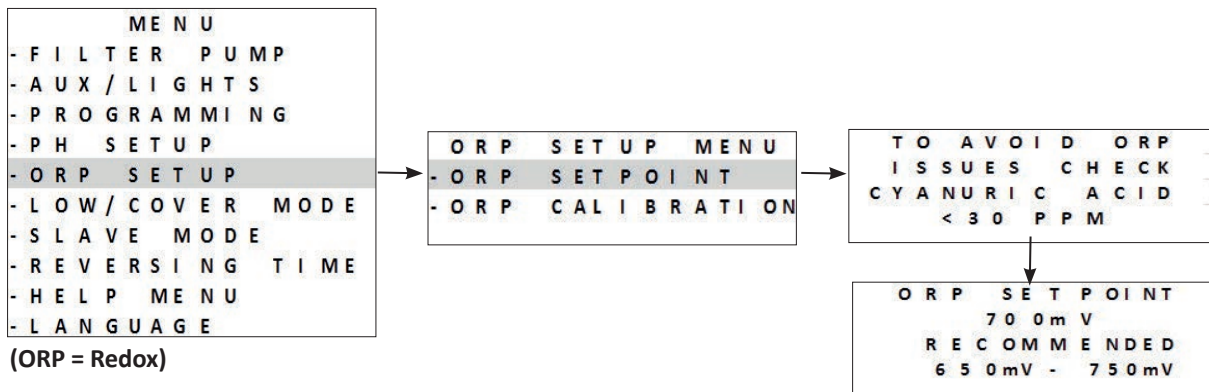 MENU
- FILTER PUMP
- AUX/LIGHTS
- PROGRAMMING
- PH SETUP
- ORP SETUP
- LOW/COVER MODE
- SLAVE MODE
- REVERSING TIME
- HELP MENU
- LANGUAGE
(ORP = Redox)
ORP SETUP MENU
- ORP SETPOINT
- ORP CALIBRATION
TO AVOID ORP
ISSUES CHECK
CYANURIC ACID
<30 PPM
ORP SETPOINT
700mV
RECOMMENDED
650mV - 750mV